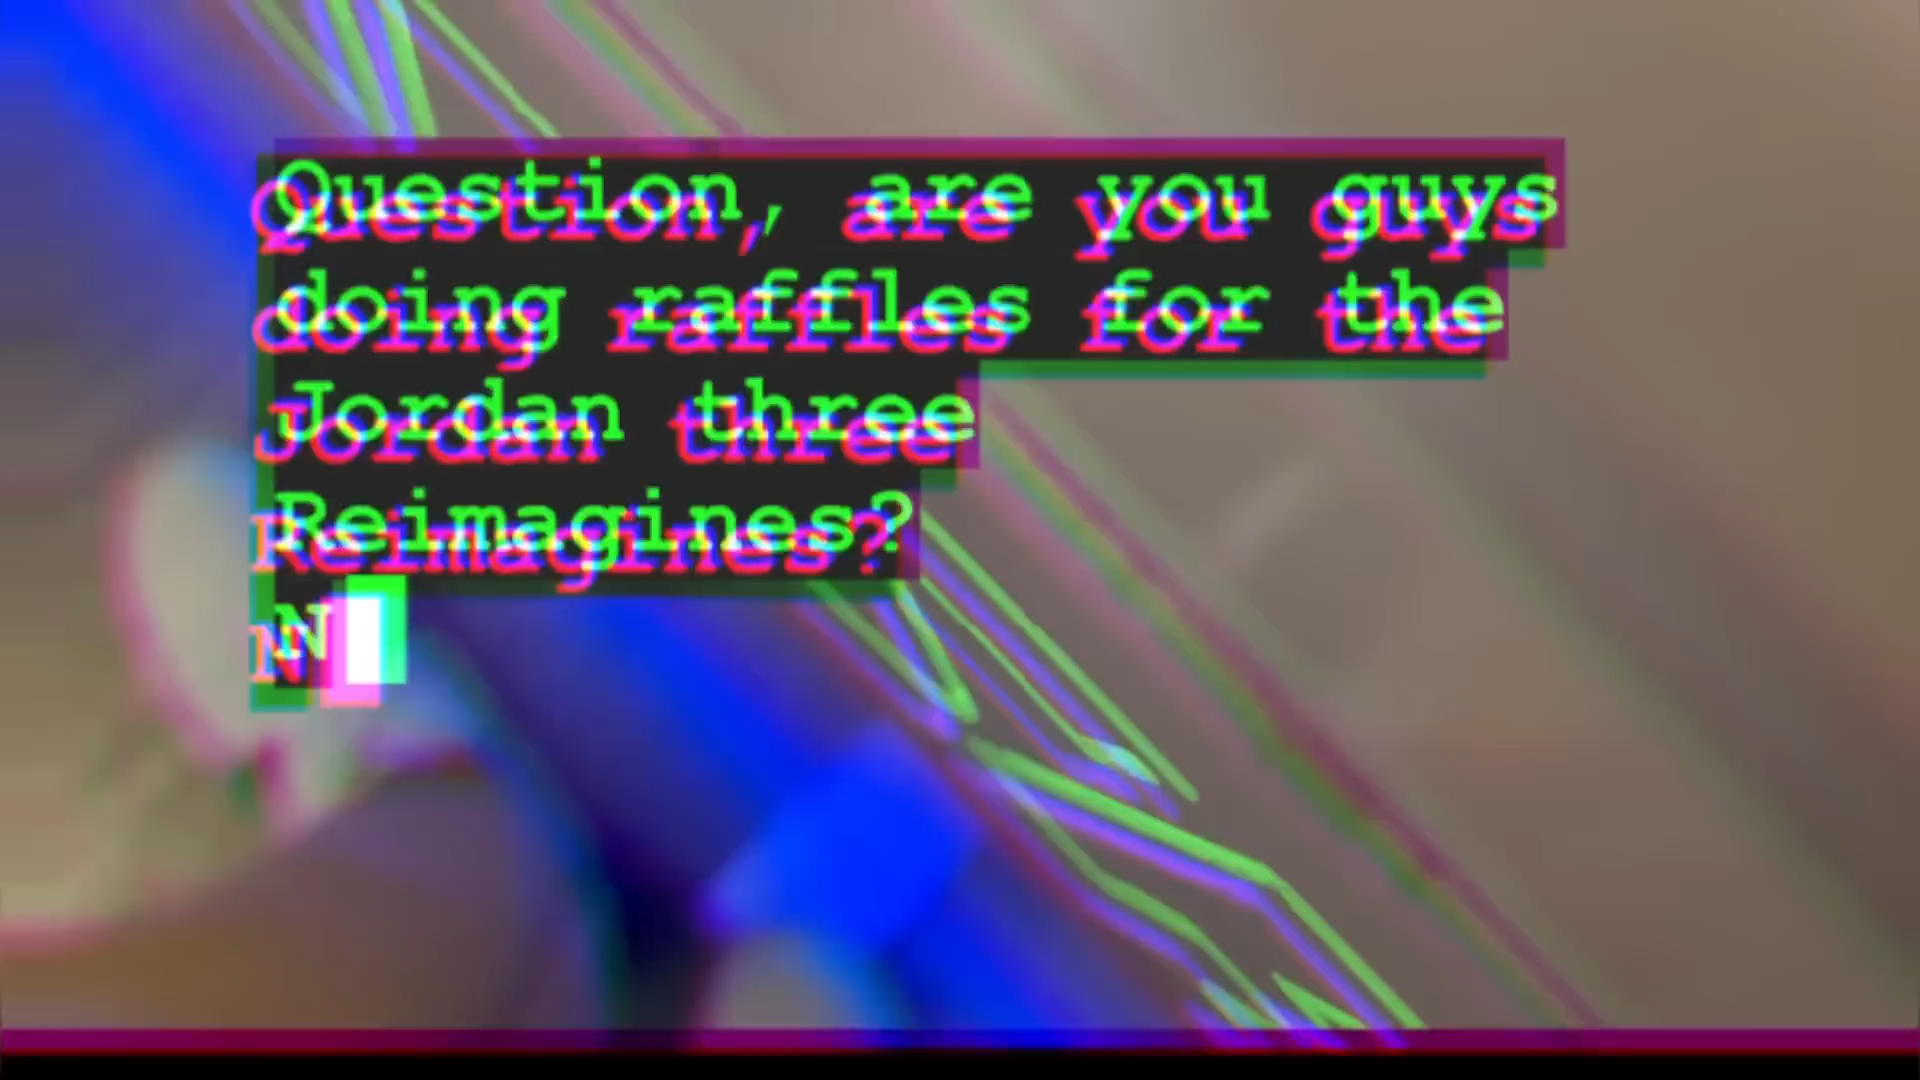 Question, are you guys
doing raffles for the
Jordan three
Reimagines?
N